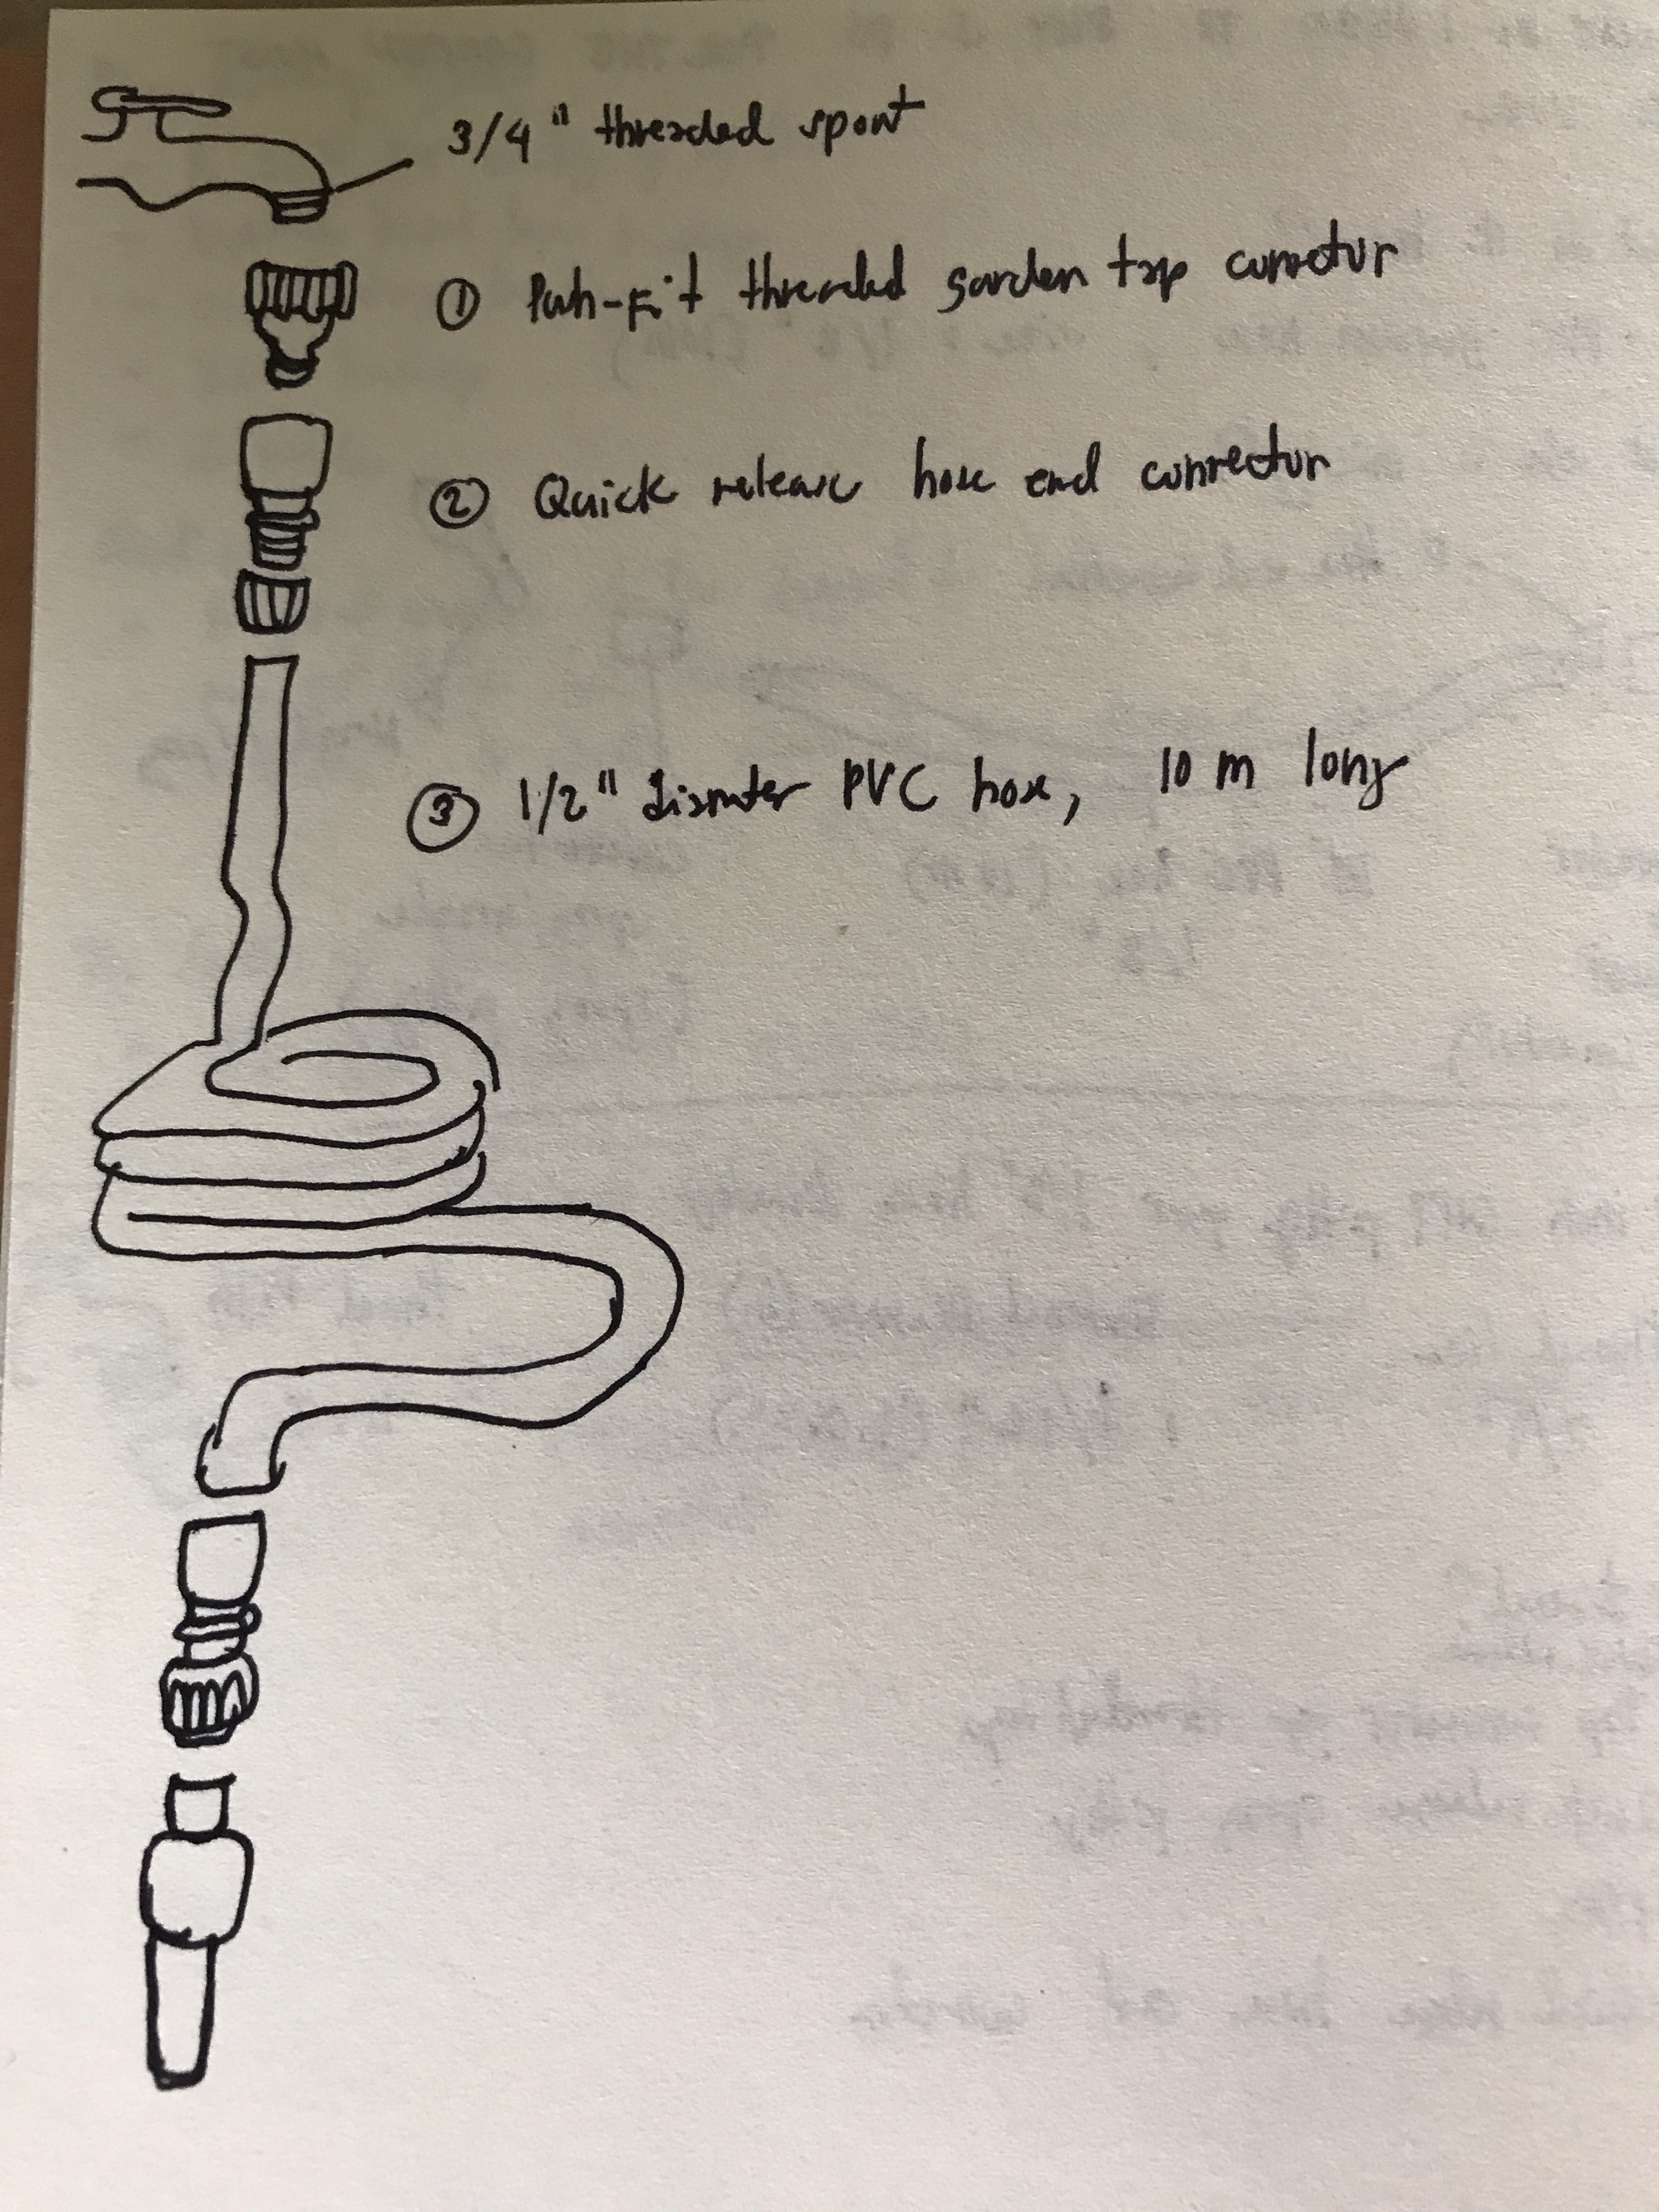 3/4" threaded spout
① Push-Fit threaded garden tap connector
② Quick release hose end connector
③ 1/2" diameter PVC hose, 10 m long